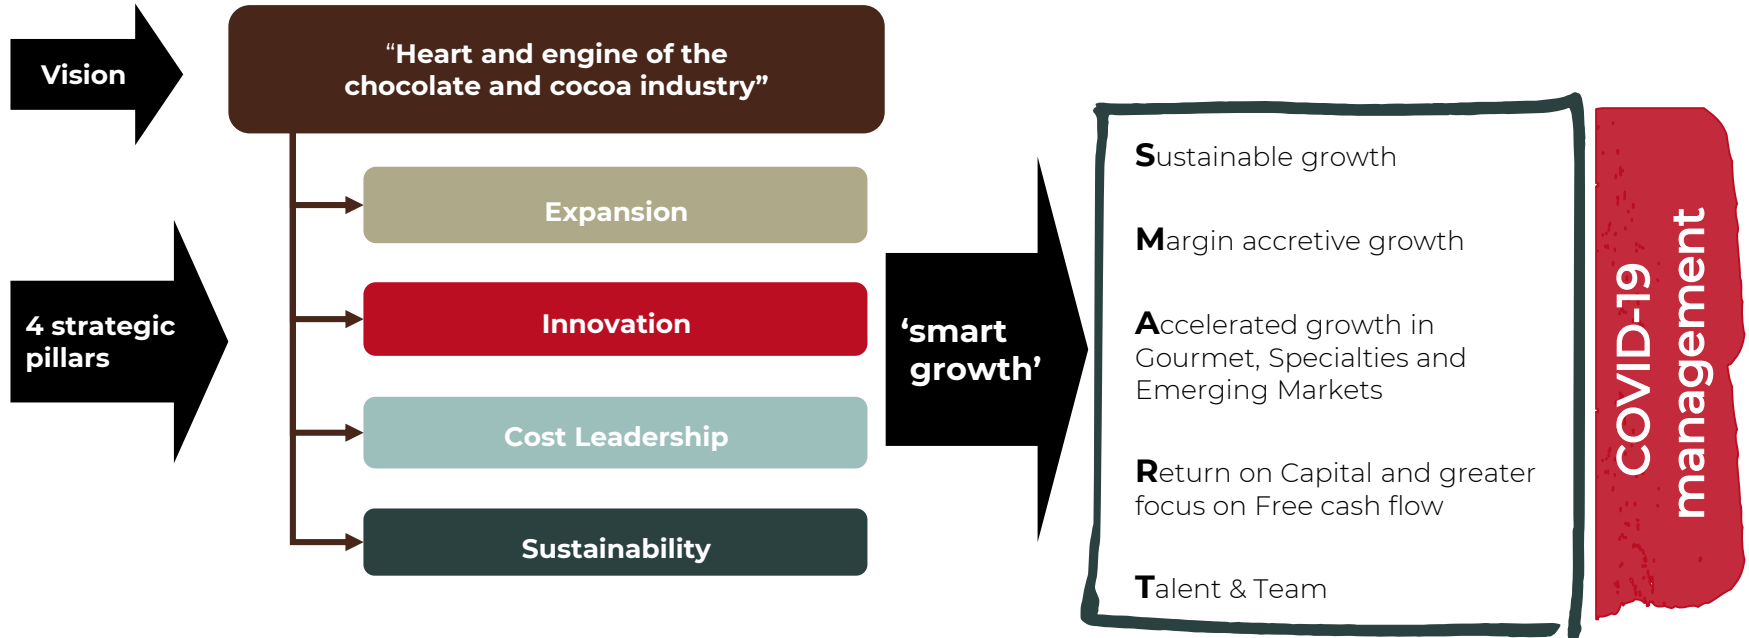 Vision
“Heart and engine of the
chocolate and cocoa industry”
4 strategic
pillars
Expansion
Innovation
Cost Leadership
Sustainability
‘smart
growth’
Sustainable growth
Margin accretive growth
Accelerated growth in
Gourmet, Specialties and
Emerging Markets
Return on Capital and greater
focus on Free cash flow
Talent & Team
COVID-19
management